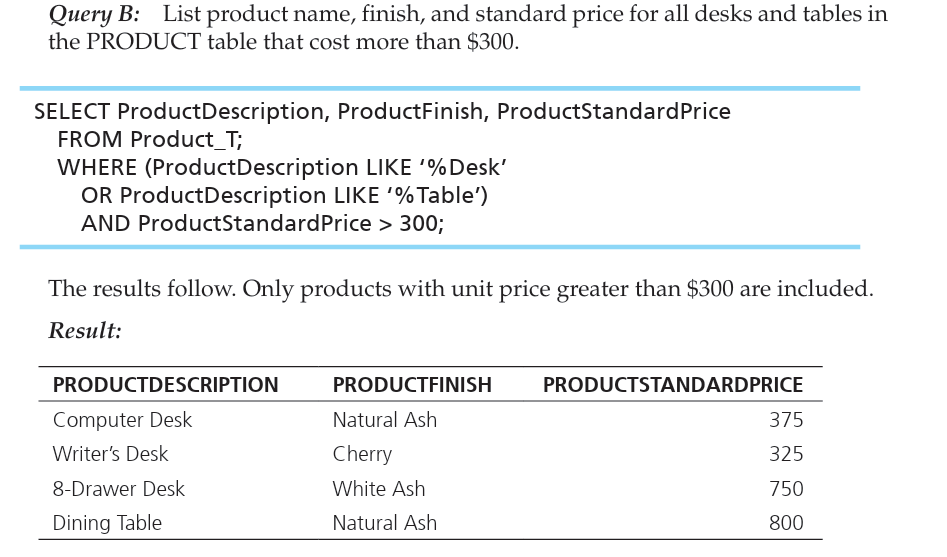 Query B: List product name, finish, and standard price for all desks and tables in
the PRODUCT table that cost more than $300.
SELECT ProductDescription, ProductFinish, ProductStandardPrice
FROM Product_T;
WHERE (ProductDescription LIKE ‘%Desk’
OR ProductDescription LIKE ‘%Table’)
AND ProductStandardPrice > 300;
The results follow. Only products with unit price greater than $300 are included.
Result:
PRODUCTDESCRIPTION PRODUCTFINISH PRODUCTSTANDARDPRICE
Computer Desk Natural Ash 375
Writer’s Desk Cherry 325
8-Drawer Desk White Ash 750
Dining Table Natural Ash 800